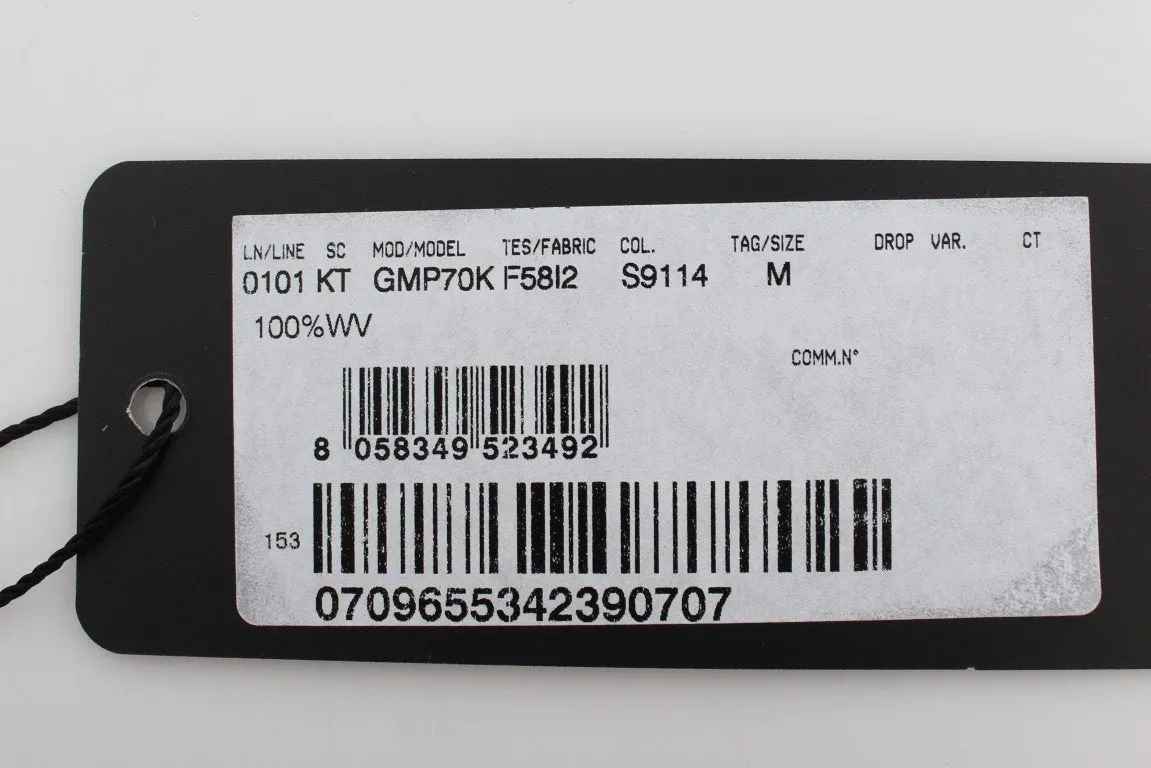 LN/LINE SC MOD/MODEL TES/FABRIC COL. TAG/SIZE DROP VAR. CT
0101 KT GMP70K F58I2 S9114 M
100%WV
COMM.N°
8 058349 523492
153
0709655342390707